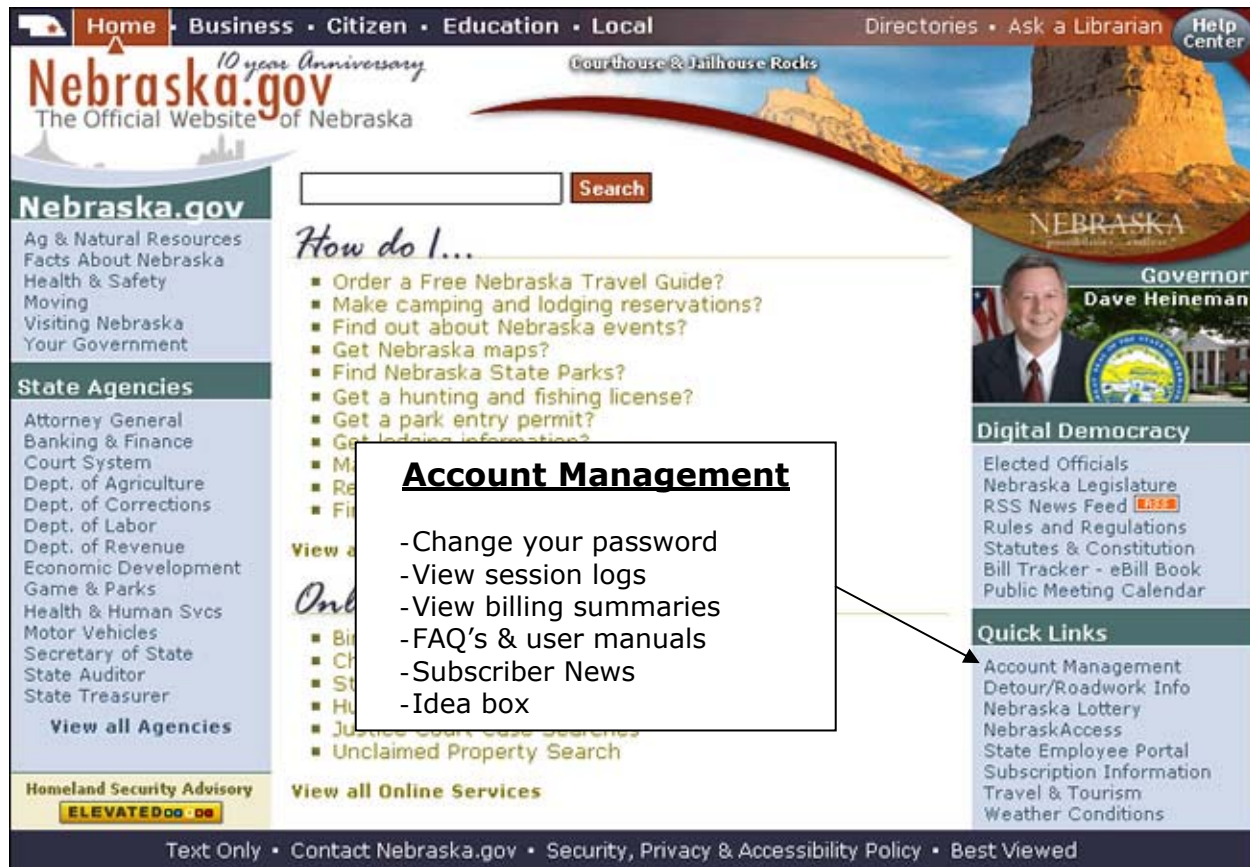 Home • Business • Citizen • Education • Local
Directories • Ask a Librarian
Help Center
10 year Anniversary
Nebraska.gov
The Official Website of Nebraska
Courthouse & Jailhouse Rocks
NEBRASKA
Search
Nebraska.gov
Ag & Natural Resources
Facts About Nebraska
Health & Safety
Moving
Visiting Nebraska
Your Government
State Agencies
Attorney General
Banking & Finance
Court System
Dept. of Agriculture
Dept. of Corrections
Dept. of Labor
Dept. of Revenue
Economic Development
Game & Parks
Health & Human Svcs
Motor Vehicles
Secretary of State
State Auditor
State Treasurer
View all Agencies
Homeland Security Advisory
ELEVATED
How do I...
Order a Free Nebraska Travel Guide?
Make camping and lodging reservations?
Find out about Nebraska events?
Get Nebraska maps?
Find Nebraska State Parks?
Get a hunting and fishing license?
Get a park entry permit?
Get lodging information?
View
Account Management
-Change your password
-View session logs
-View billing summaries
-FAQ's & user manuals
-Subscriber News
-Idea box
Justice Court Case Searches
Unclaimed Property Search
View all Online Services
Governor
Dave Heineman
Digital Democracy
Elected Officials
Nebraska Legislature
RSS News Feed RSS
Rules and Regulations
Statutes & Constitution
Bill Tracker - eBill Book
Public Meeting Calendar
Quick Links
Account Management
Detour/Roadwork Info
Nebraska Lottery
NebraskAccess
State Employee Portal
Subscription Information
Travel & Tourism
Weather Conditions
Text Only • Contact Nebraska.gov • Security, Privacy & Accessibility Policy • Best Viewed